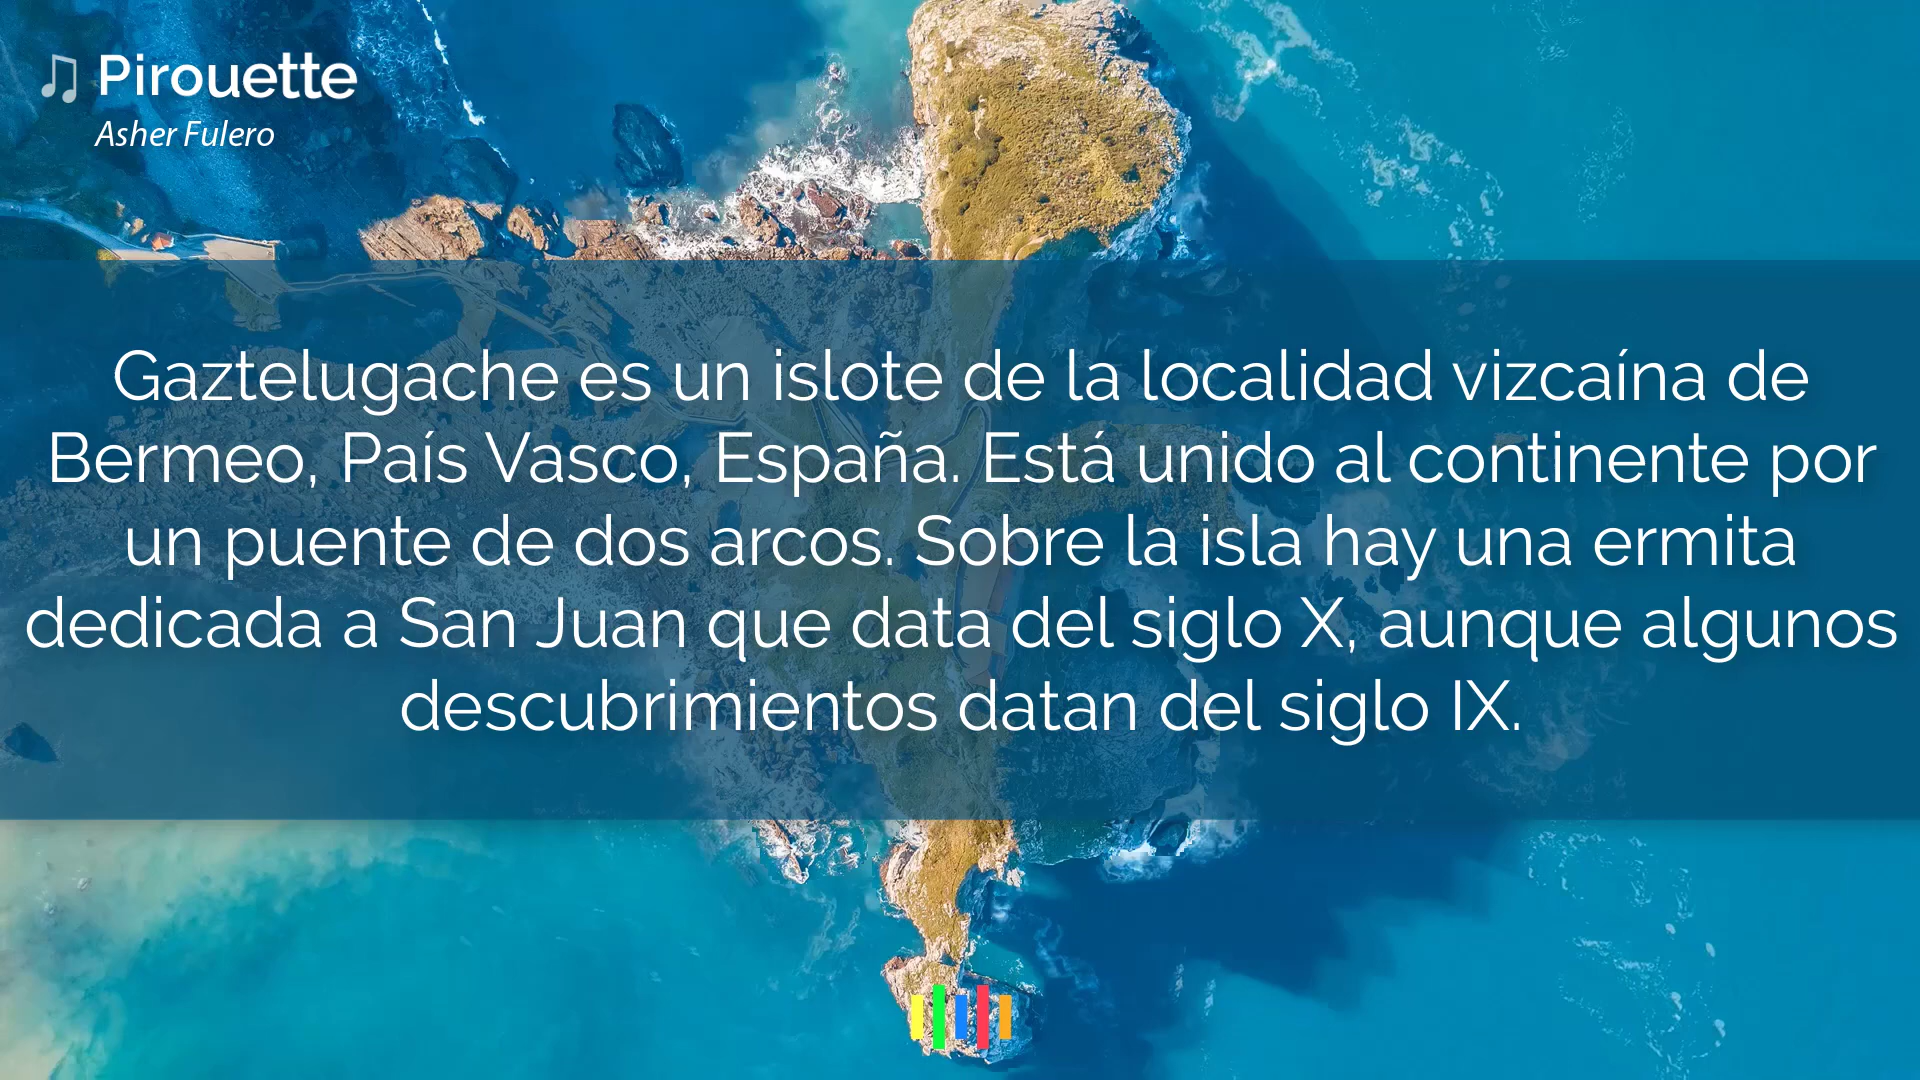 Pirouette
Asher Fulero
Gaztelugache es un islote de la localidad vizcaína de
Bermeo, País Vasco, España. Está unido al continente por
un puente de dos arcos. Sobre la isla hay una ermita
dedicada a San Juan que data del siglo X, aunque algunos
descubrimientos datan del siglo IX.